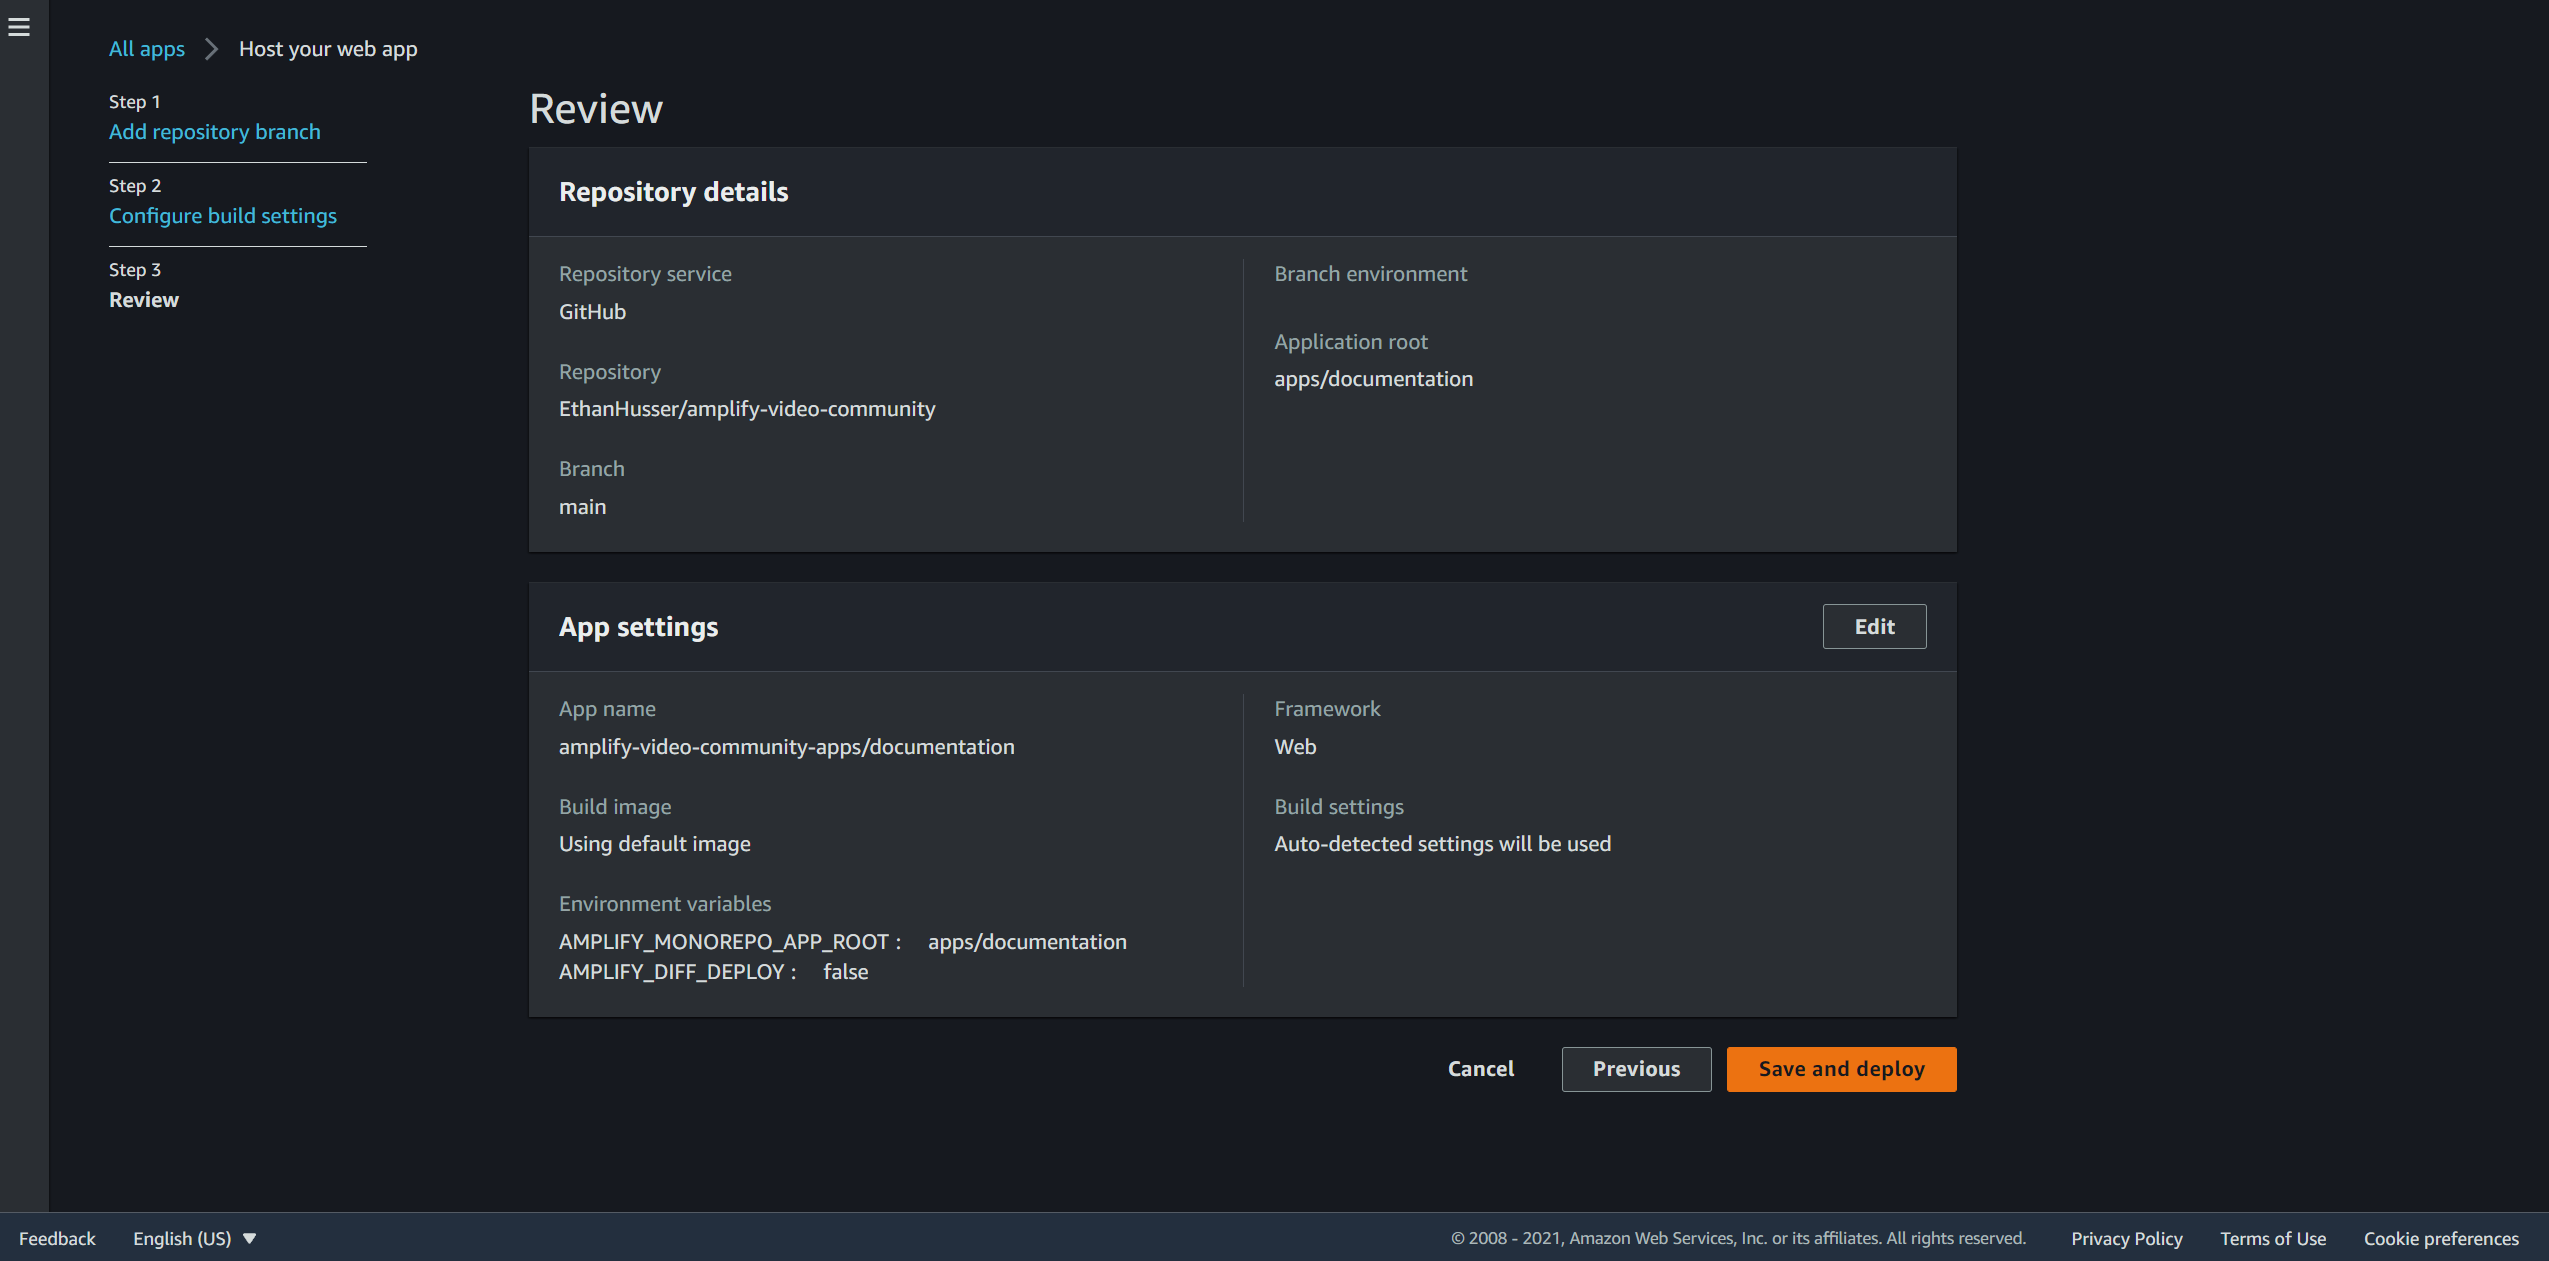 All apps
Host your web app
Step 1
Add repository branch
Step 2
Configure build settings
Step 3
Review
Review
Repository details
Repository service
GitHub
Repository
EthanHusser/amplify-video-community
Branch
main
Branch environment
Application root
apps/documentation
App settings
Edit
App name
amplify-video-community-apps/documentation
Build image
Using default image
Environment variables
AMPLIFY_MONOREPO_APP_ROOT : apps/documentation
AMPLIFY_DIFF_DEPLOY : false
Framework
Web
Build settings
Auto-detected settings will be used
Cancel
Previous
Save and deploy
Feedback
English (US)
© 2008 - 2021, Amazon Web Services, Inc. or its affiliates. All rights reserved.
Privacy Policy
Terms of Use
Cookie preferences